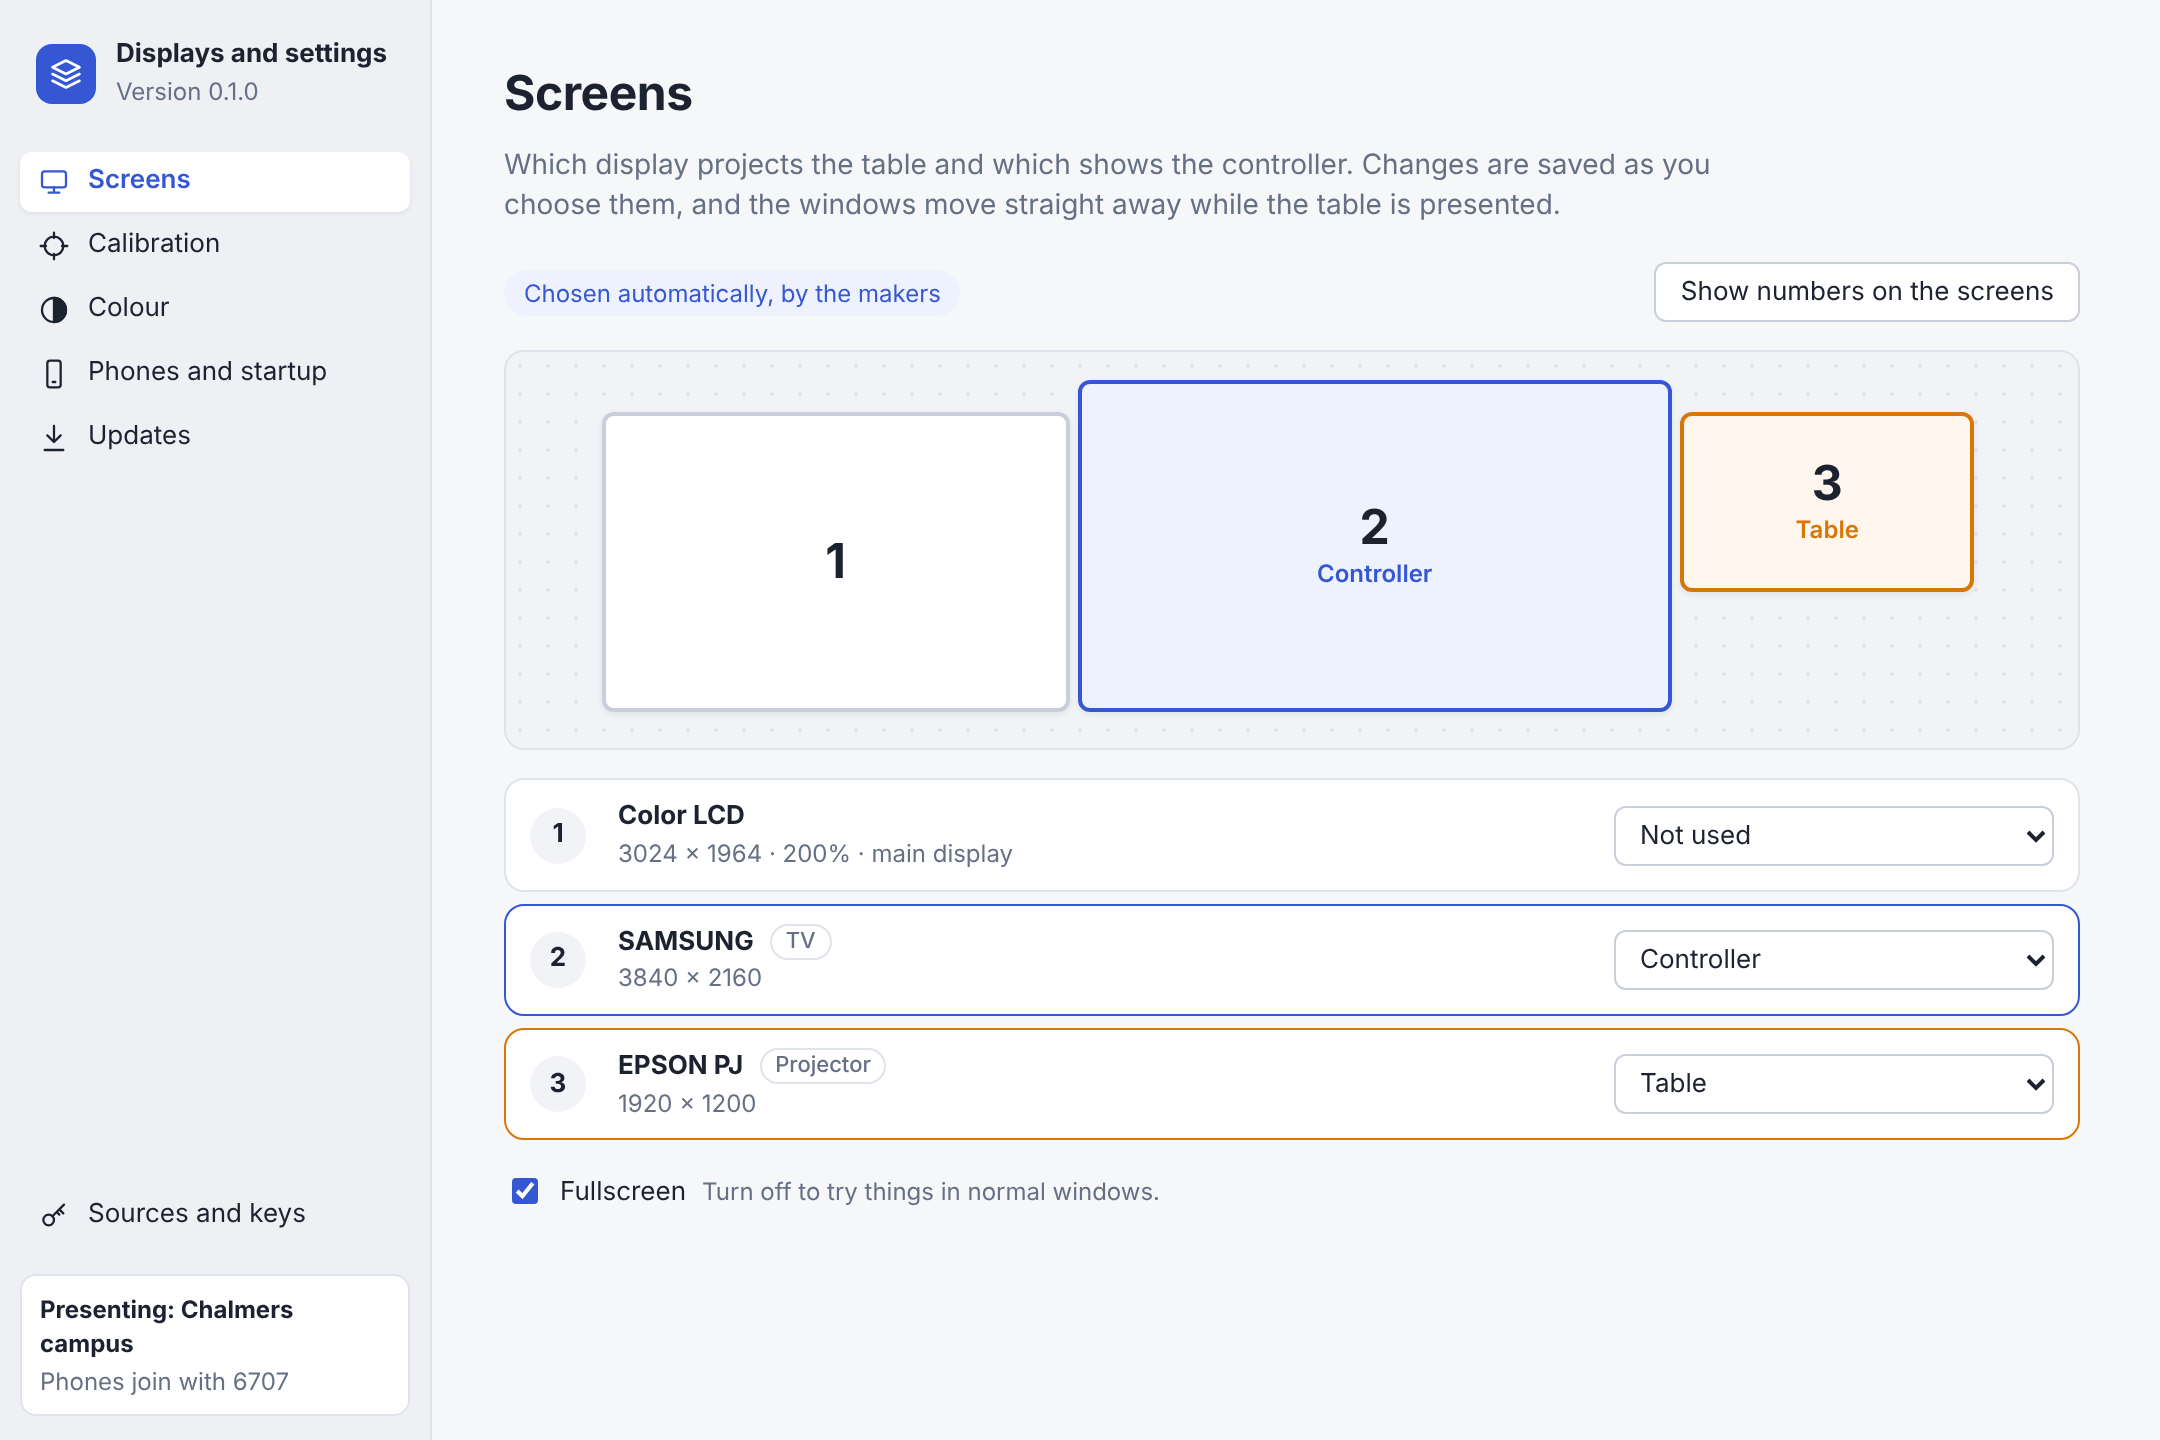 Displays and settings
Version 0.1.0
Screens
Calibration
Colour
Phones and startup
Updates
Sources and keys
Presenting: Chalmers
campus
Phones join with 6707
Screens
Which display projects the table and which shows the controller. Changes are saved as you
choose them, and the windows move straight away while the table is presented.
Chosen automatically, by the makers
Show numbers on the screens
1
2
Controller
3
Table
1
Color LCD
3024 × 1964 · 200% · main display
Not used
2
SAMSUNG TV
3840 × 2160
Controller
3
EPSON PJ Projector
1920 × 1200
Table
Fullscreen Turn off to try things in normal windows.